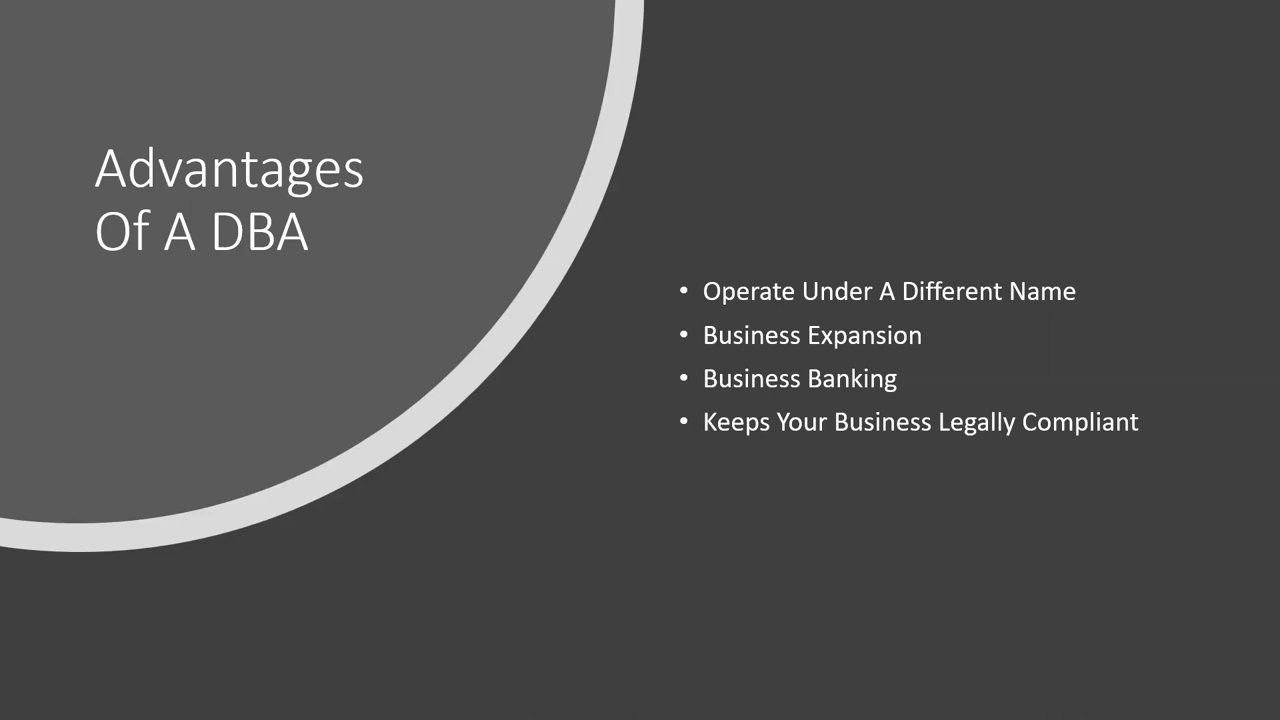 Advantages
Of A DBA
• Operate Under A Different Name
• Business Expansion
• Business Banking
• Keeps Your Business Legally Compliant